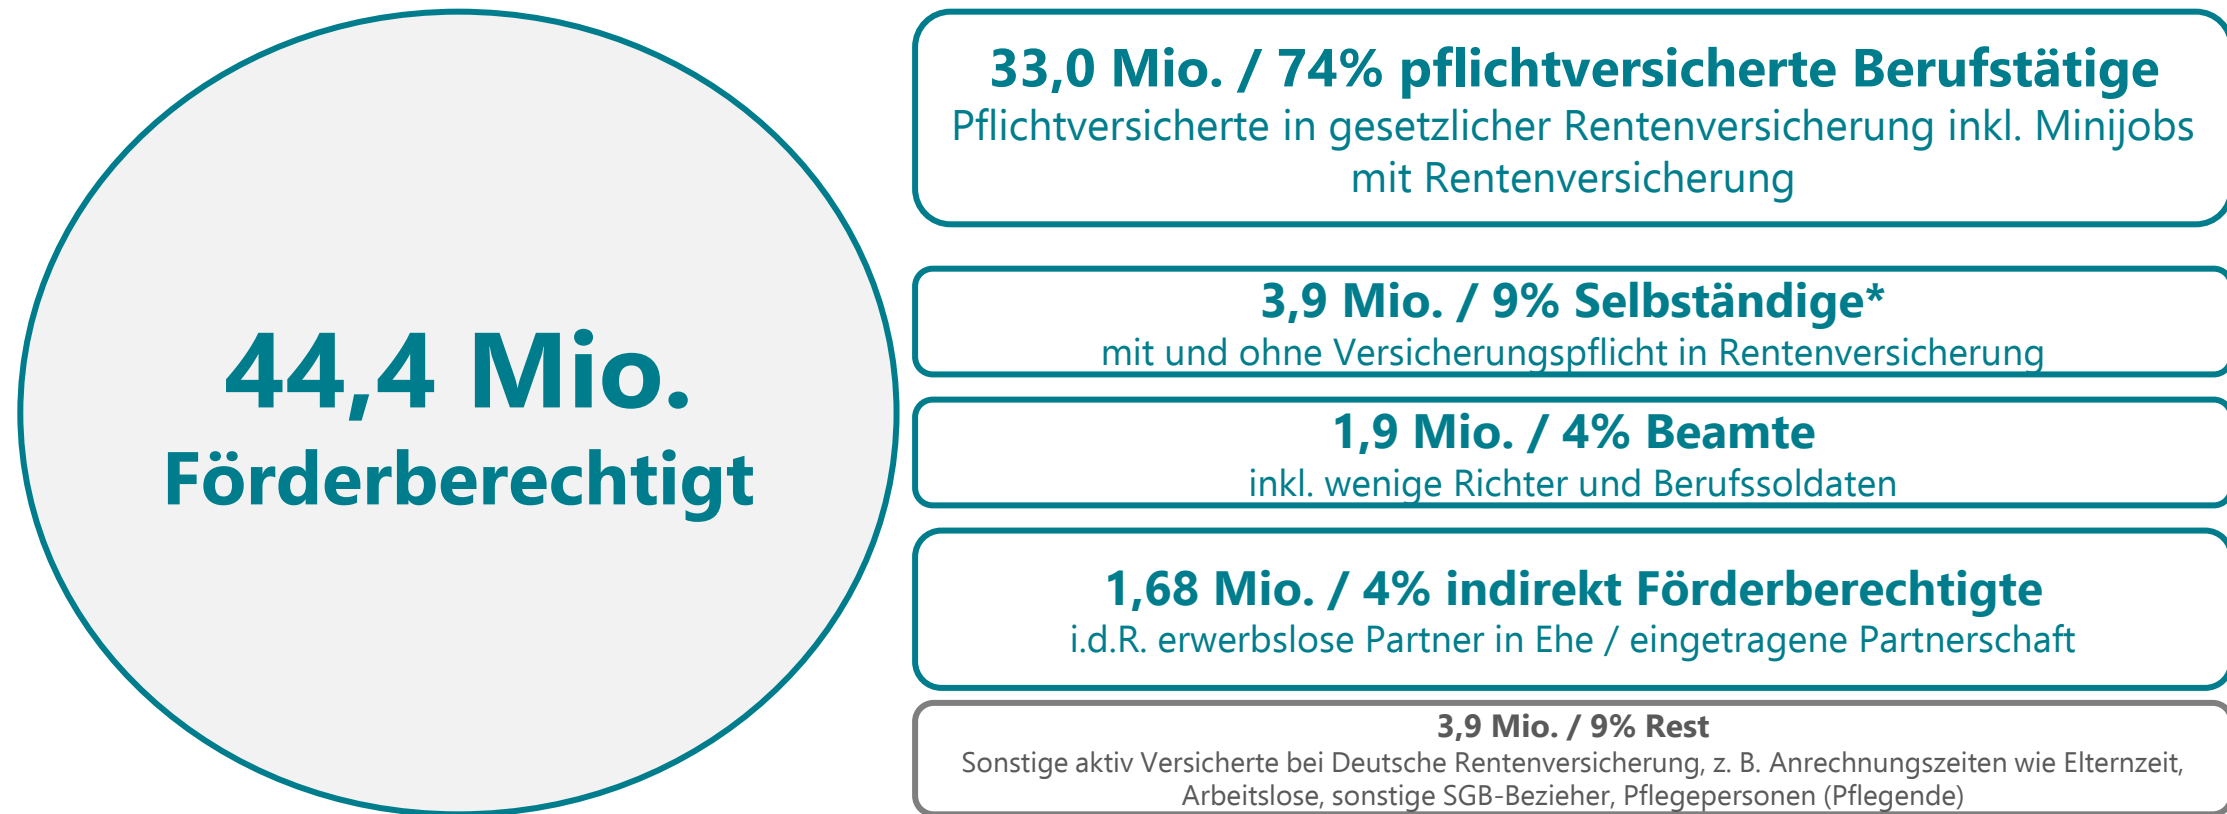 44,4 Mio.
Förderberechtigt
33,0 Mio. / 74% pflichtversicherte Berufstätige
Pflichtversicherte in gesetzlicher Rentenversicherung inkl. Minijobs
mit Rentenversicherung
3,9 Mio. / 9% Selbständige*
mit und ohne Versicherungspflicht in Rentenversicherung
1,9 Mio. / 4% Beamte
inkl. wenige Richter und Berufssoldaten
1,68 Mio. / 4% indirekt Förderberechtigte
i.d.R. erwerbslose Partner in Ehe / eingetragene Partnerschaft
3,9 Mio. / 9% Rest
Sonstige aktiv Versicherte bei Deutsche Rentenversicherung, z. B. Anrechnungszeiten wie Elternzeit,
Arbeitslose, sonstige SGB-Bezieher, Pflegepersonen (Pflegende)